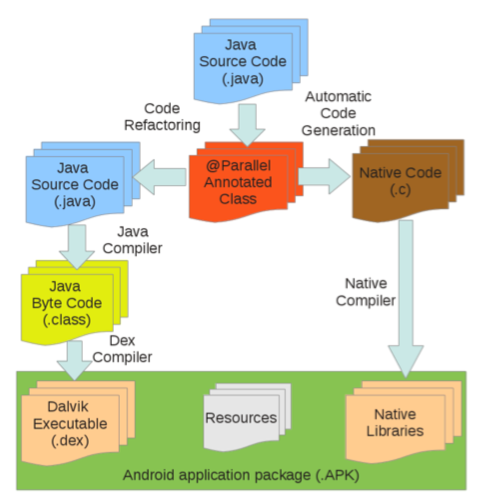 Java
Source Code
(.java)
Code
Refactoring
Automatic
Code
Generation
Java
Source Code
(.java)
@Parallel
Annotated
Class
Native Code
(.c)
Java
Compiler
Java
Byte Code
(.class)
Native
Compiler
Dex
Compiler
Dalvik
Executable
(.dex)
Resources
Native
Libraries
Android application package (.APK)